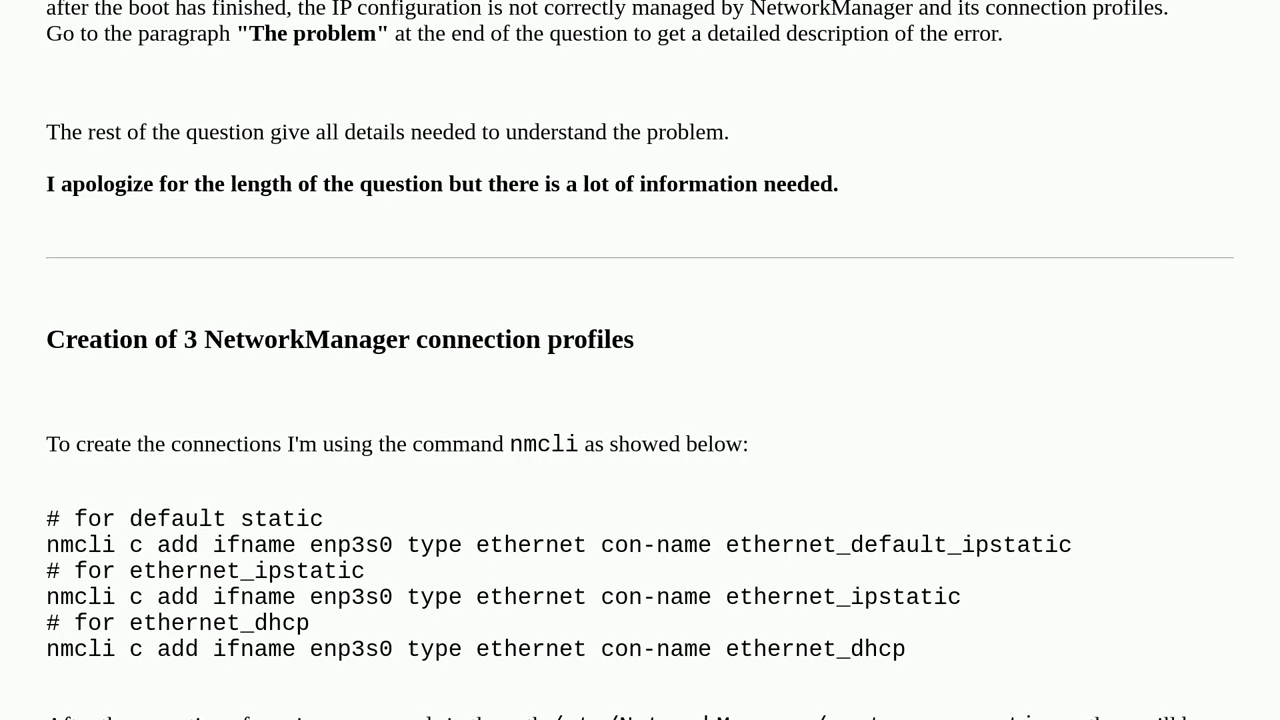 after the boot has finished, the IP configuration is not correctly managed by NetworkManager and its connection profiles.
Go to the paragraph "The problem" at the end of the question to get a detailed description of the error.
The rest of the question give all details needed to understand the problem.
I apologize for the length of the question but there is a lot of information needed.
Creation of 3 NetworkManager connection profiles
To create the connections I'm using the command nmcli as showed below:
# for default static
nmcli c add ifname enp3s0 type ethernet con-name ethernet_default_ipstatic
# for ethernet_ipstatic
nmcli c add ifname enp3s0 type ethernet con-name ethernet_ipstatic
# for ethernet_dhcp
nmcli c add ifname enp3s0 type ethernet con-name ethernet_dhcp